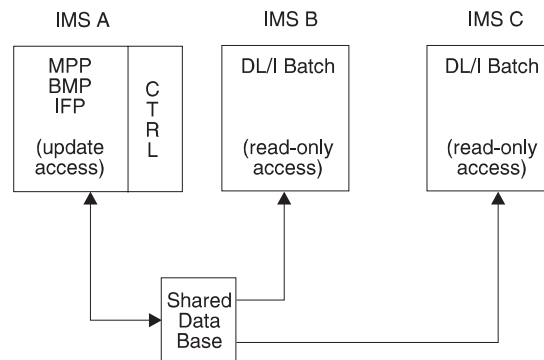 IMS A
IMS B
IMS C
MPP
BMP
IFP
(update
access)
C
T
R
L
DL/I Batch
(read-only
access)
DL/I Batch
(read-only
access)
Shared
Data
Base